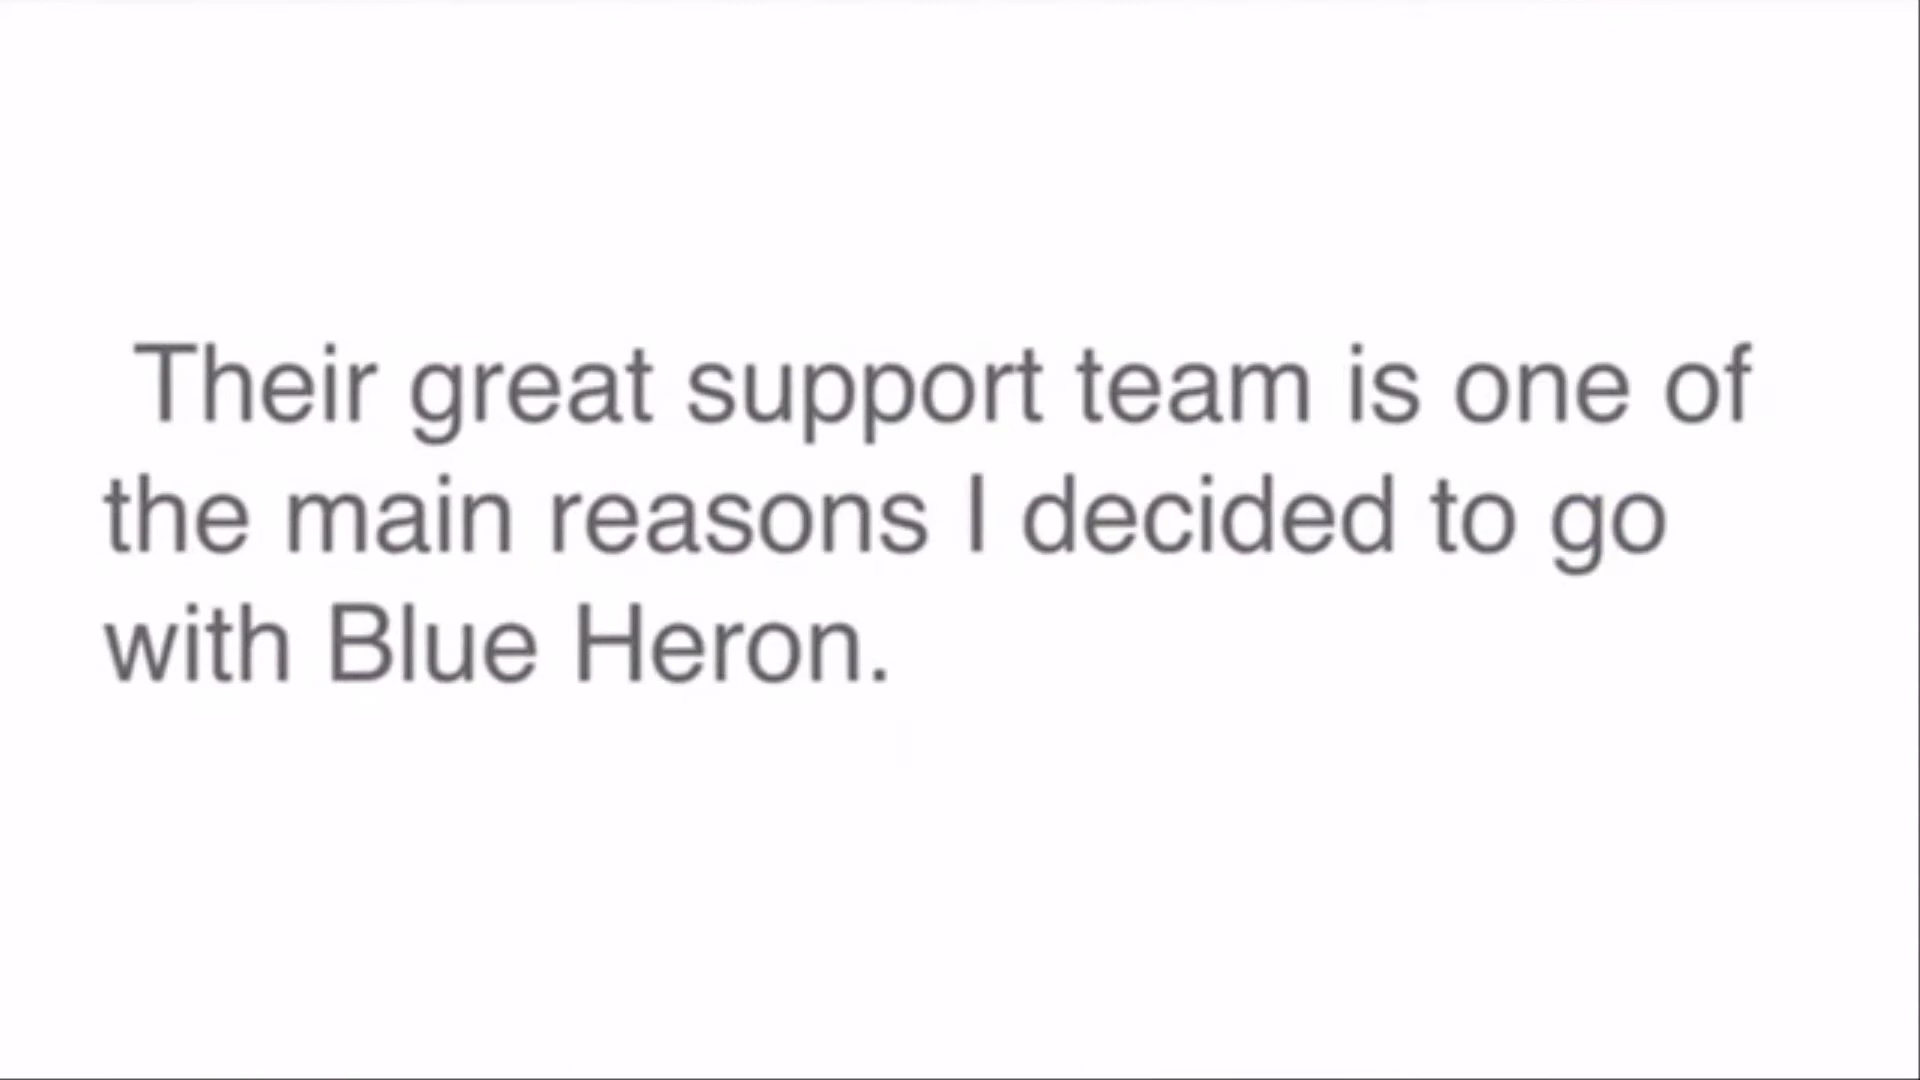 Their great support team is one of
the main reasons I decided to go
with Blue Heron.